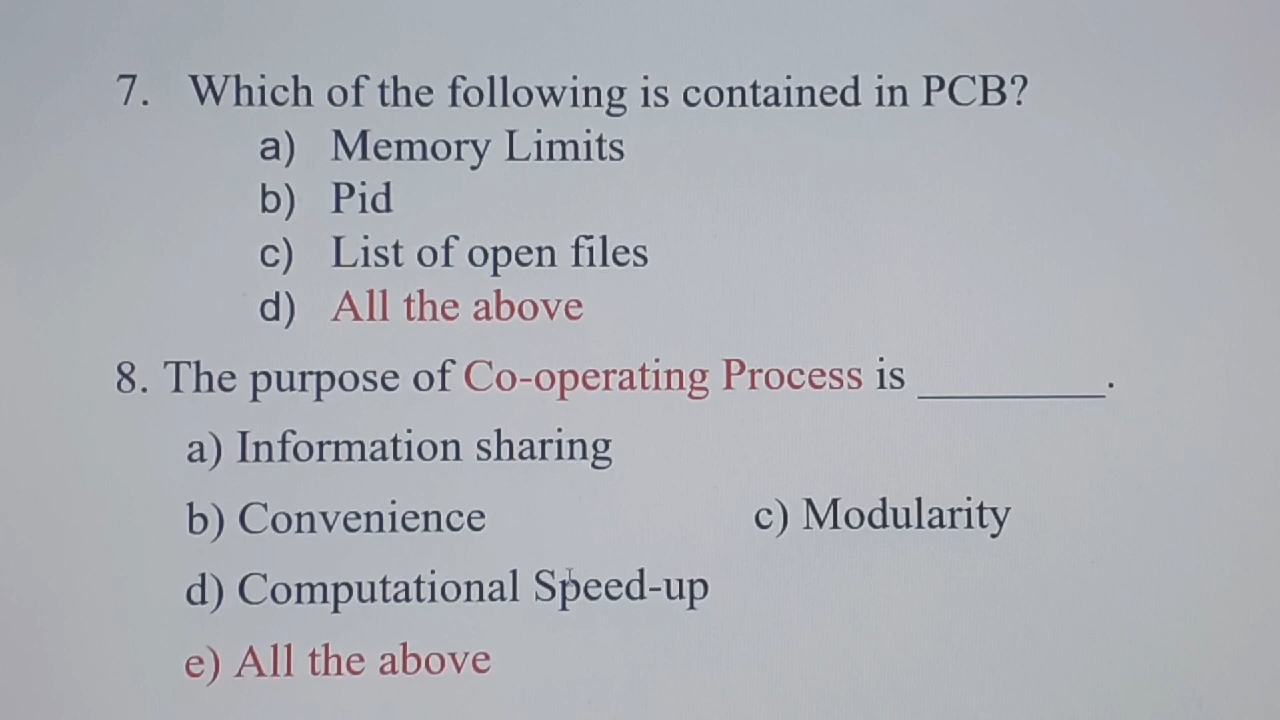 7. Which of the following is contained in PCB?
a) Memory Limits
b) Pid
c) List of open files
d) All the above
8. The purpose of Co-operating Process is ________.
a) Information sharing
b) Convenience c) Modularity
d) Computational Speed-up
e) All the above